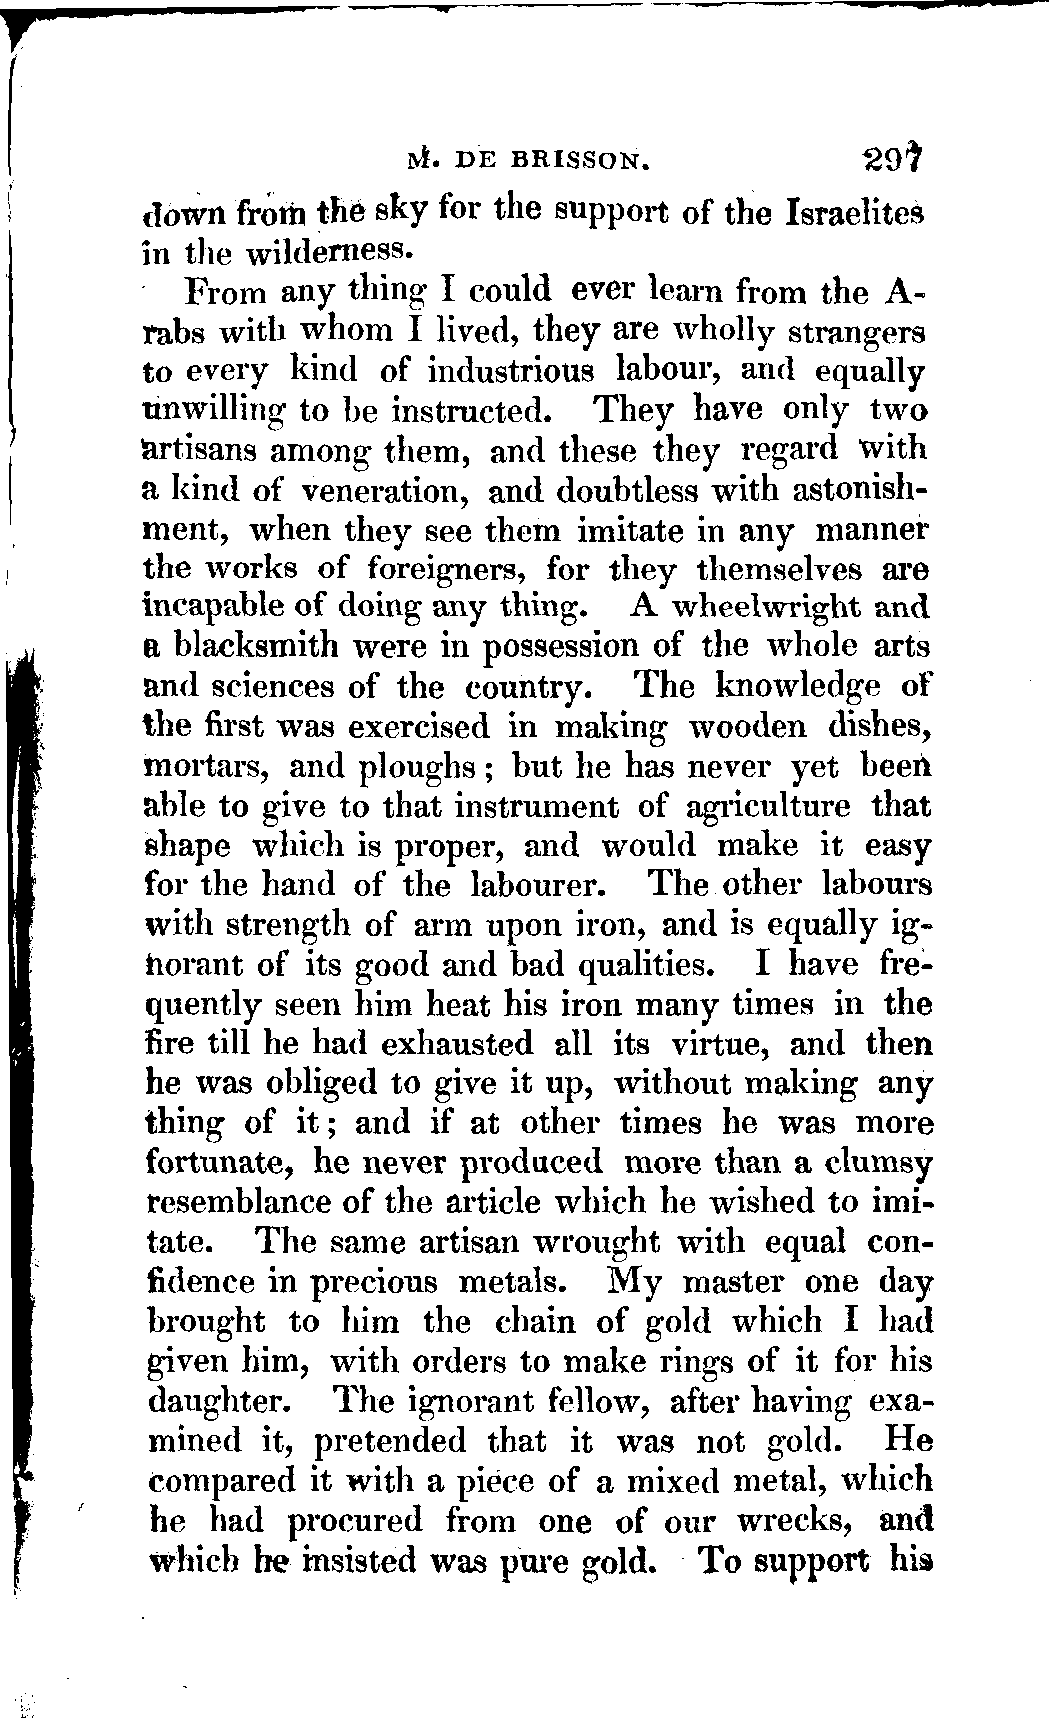 M. DE BRISSON. 297
down from the sky for the support of the Israelites
in the wilderness.
From any thing I could ever learn from the A-
rabs with whom I lived, they are wholly strangers
to every kind of industrious labour, and equally
unwilling to be instructed. They have only two
artisans among them, and these they regard with
a kind of veneration, and doubtless with astonish-
ment, when they see them imitate in any manner
the works of foreigners, for they themselves are
incapable of doing any thing. A wheelwright and
a blacksmith were in possession of the whole arts
and sciences of the country. The knowledge of
the first was exercised in making wooden dishes,
mortars, and ploughs; but he has never yet been
able to give to that instrument of agriculture that
shape which is proper, and would make it easy
for the hand of the labourer. The other labours
with strength of arm upon iron, and is equally ig-
norant of its good and bad qualities. I have fre-
quently seen him heat his iron many times in the
fire till he had exhausted all its virtue, and then
he was obliged to give it up, without making any
thing of it; and if at other times he was more
fortunate, he never produced more than a clumsy
resemblance of the article which he wished to imi-
tate. The same artisan wrought with equal con-
fidence in precious metals. My master one day
brought to him the chain of gold which I had
given him, with orders to make rings of it for his
daughter. The ignorant fellow, after having exa-
mined it, pretended that it was not gold. He
compared it with a piece of a mixed metal, which
he had procured from one of our wrecks, and
which he insisted was pure gold. To support his